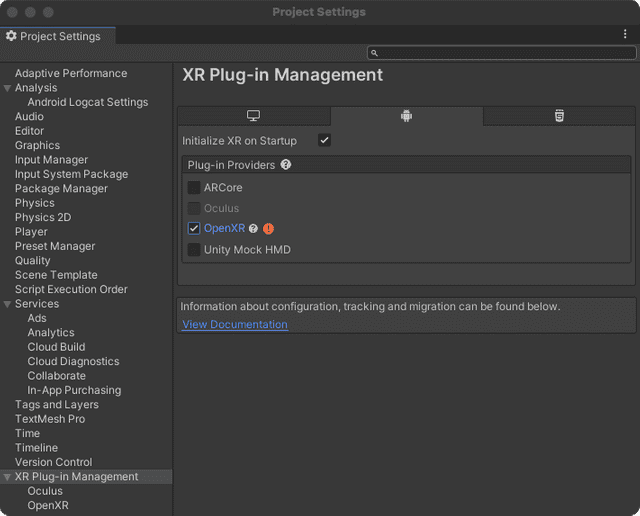 Project Settings
Project Settings
Adaptive Performance
Analysis
Android Logcat Settings
Audio
Editor
Graphics
Input Manager
Input System Package
Package Manager
Physics
Physics 2D
Player
Preset Manager
Quality
Scene Template
Script Execution Order
Services
Ads
Analytics
Cloud Build
Cloud Diagnostics
Collaborate
In-App Purchasing
Tags and Layers
TextMesh Pro
Time
Timeline
Version Control
XR Plug-in Management
Oculus
OpenXR
XR Plug-in Management
Initialize XR on Startup
Plug-in Providers
ARCore
Oculus
OpenXR
Unity Mock HMD
Information about configuration, tracking and migration can be found below.
View Documentation